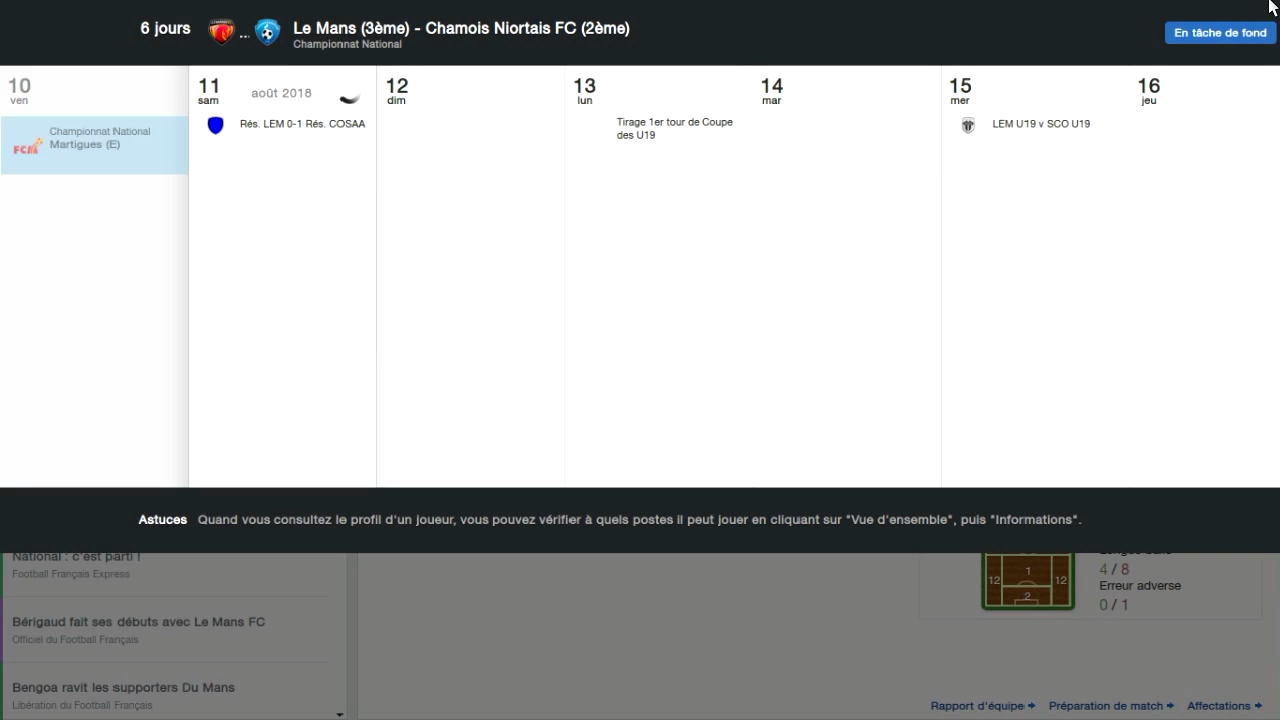 6 jours
...
Le Mans (3ème) - Chamois Niortais FC (2ème)
Championnat National
En tâche de fond
10
ven
11
sam
août 2018
12
dim
13
lun
14
mar
15
mer
16
jeu
FCM
Championnat National
Martigues (E)
Rés. LEM 0-1 Rés. COSAA
Tirage 1er tour de Coupe
des U19
LEM U19 v SCO U19
Astuces Quand vous consultez le profil d'un joueur, vous pouvez vérifier à quels postes il peut jouer en cliquant sur "Vue d'ensemble", puis "Informations".
National : c'est parti !
Football Français Express
Bérigaud fait ses débuts avec Le Mans FC
Officiel du Football Français
Bengoa ravit les supporters Du Mans
Libération du Football Français
12
1
12
2
4 / 8
Erreur adverse
0 / 1
Rapport d'équipe
Préparation de match
Affectations